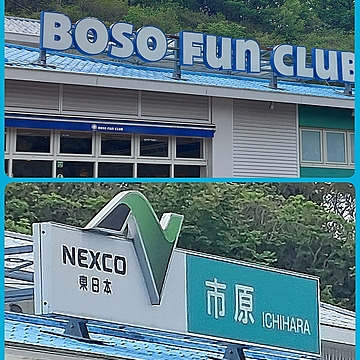 BOSO FUN CLUB
BOSO FUN CLUB
NEXCO
東日本
市原 ICHIHARA